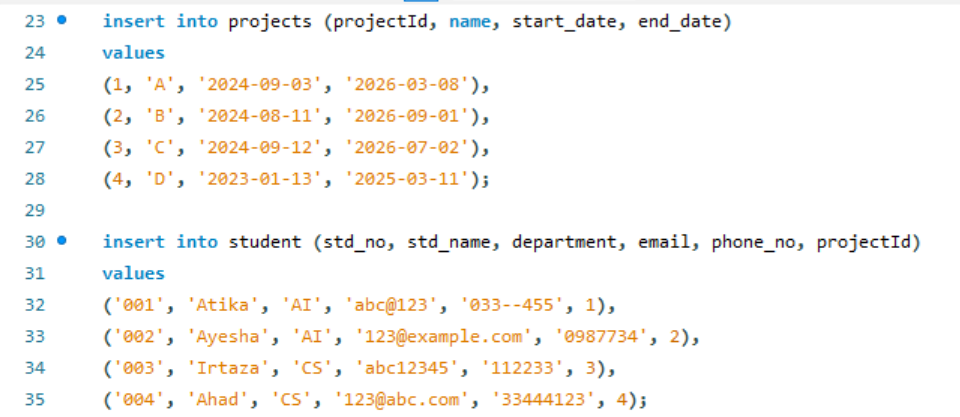 23 insert into projects (projectId, name, start_date, end_date)
24 values
25 (1, 'A', '2024-09-03', '2026-03-08'),
26 (2, 'B', '2024-08-11', '2026-09-01'),
27 (3, 'C', '2024-09-12', '2026-07-02'),
28 (4, 'D', '2023-01-13', '2025-03-11');
29
30 insert into student (std_no, std_name, department, email, phone_no, projectId)
31 values
32 ('001', 'Atika', 'AI', 'abc@123', '033--455', 1),
33 ('002', 'Ayesha', 'AI', '123@example.com', '0987734', 2),
34 ('003', 'Irtaza', 'CS', 'abc12345', '112233', 3),
35 ('004', 'Ahad', 'CS', '123@abc.com', '33444123', 4);